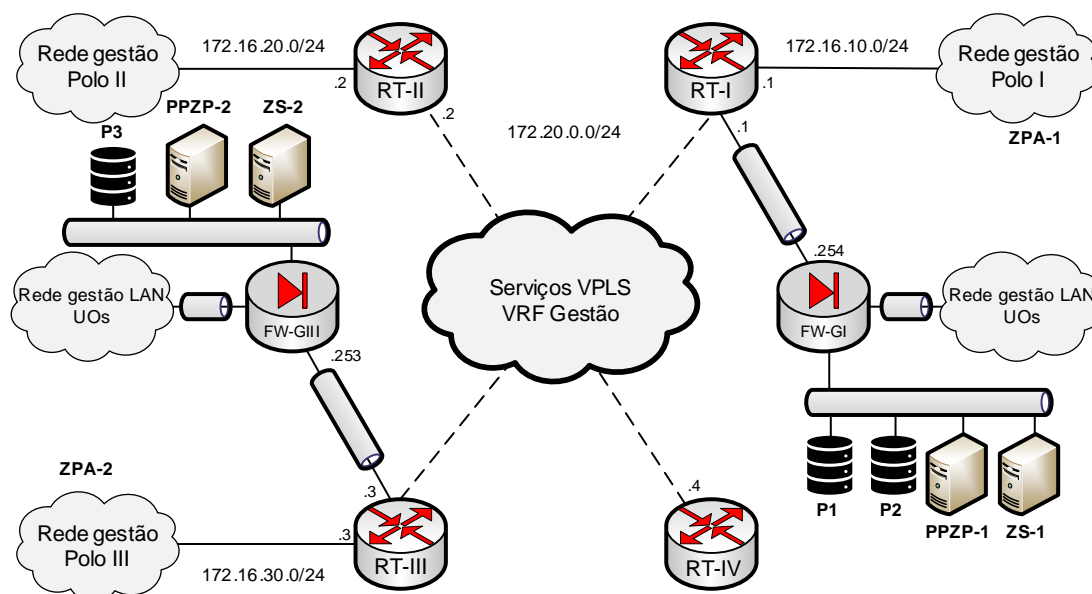 Rede gestão
Polo II
172.16.20.0/24
.2
RT-II
.2
172.20.0.0/24
RT-I
.1
.1
172.16.10.0/24
Rede gestão
Polo I
ZPA-1
P3
PPZP-2
ZS-2
Rede gestão LAN
UOs
FW-GIII
.253
Serviços VPLS
VRF Gestão
.254
FW-GI
Rede gestão LAN
UOs
P1
P2
PPZP-1
ZS-1
ZPA-2
Rede gestão
Polo III
172.16.30.0/24
.3
.3
RT-III
.4
RT-IV